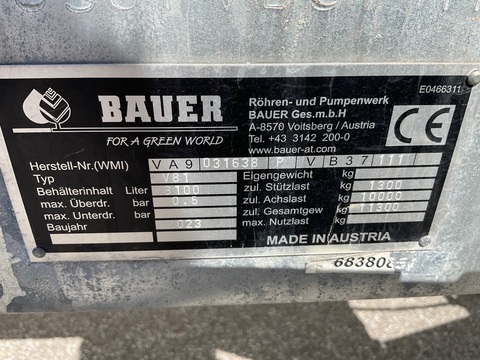 E0466311
BAUER
FOR A GREEN WORLD
Röhren- und Pumpenwerk
BAUER Ges.m.b.H
A-8570 Voitsberg / Austria
Tel. +43 3142 200-0
www.bauer-at.com
CE
Herstell-Nr.(WMI) VA9 031638 P VB37 111
Typ V81
Eigengewicht kg
Behälterinhalt Liter 8100
zul. Stützlast kg 1300
max. Überdr. bar 0.5
zul. Achslast kg 10000
max. Unterdr. bar
zul. Gesamtgew kg 11300
Baujahr 2023
max. Nutzlast kg
MADE IN AUSTRIA